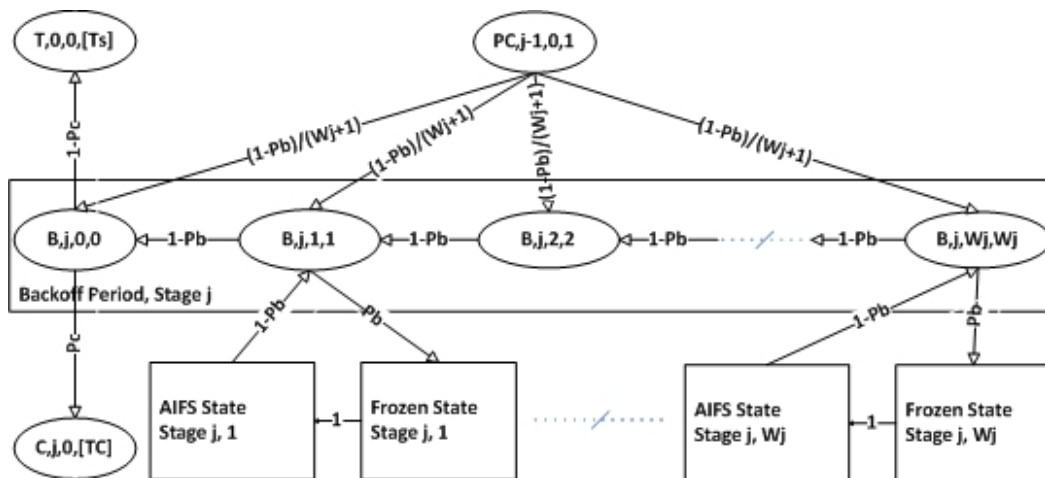 T,0,0,[Ts]
PC,j-1,0,1
1-Pc
(1-Pb)/(Wj+1)
(1-Pb)/(Wj+1)
(1-Pb)/(Wj+1)
(1-Pb)/(Wj+1)
B,j,0,0
1-Pb
B,j,1,1
1-Pb
B,j,2,2
1-Pb
1-Pb
B,j,Wj,Wj
Backoff Period, Stage j
Pc
1-Pb
Pb
1-Pb
Pb
AIFS State
Stage j, 1
1
Frozen State
Stage j, 1
AIFS State
Stage j, Wj
1
Frozen State
Stage j, Wj
C,j,0,[TC]